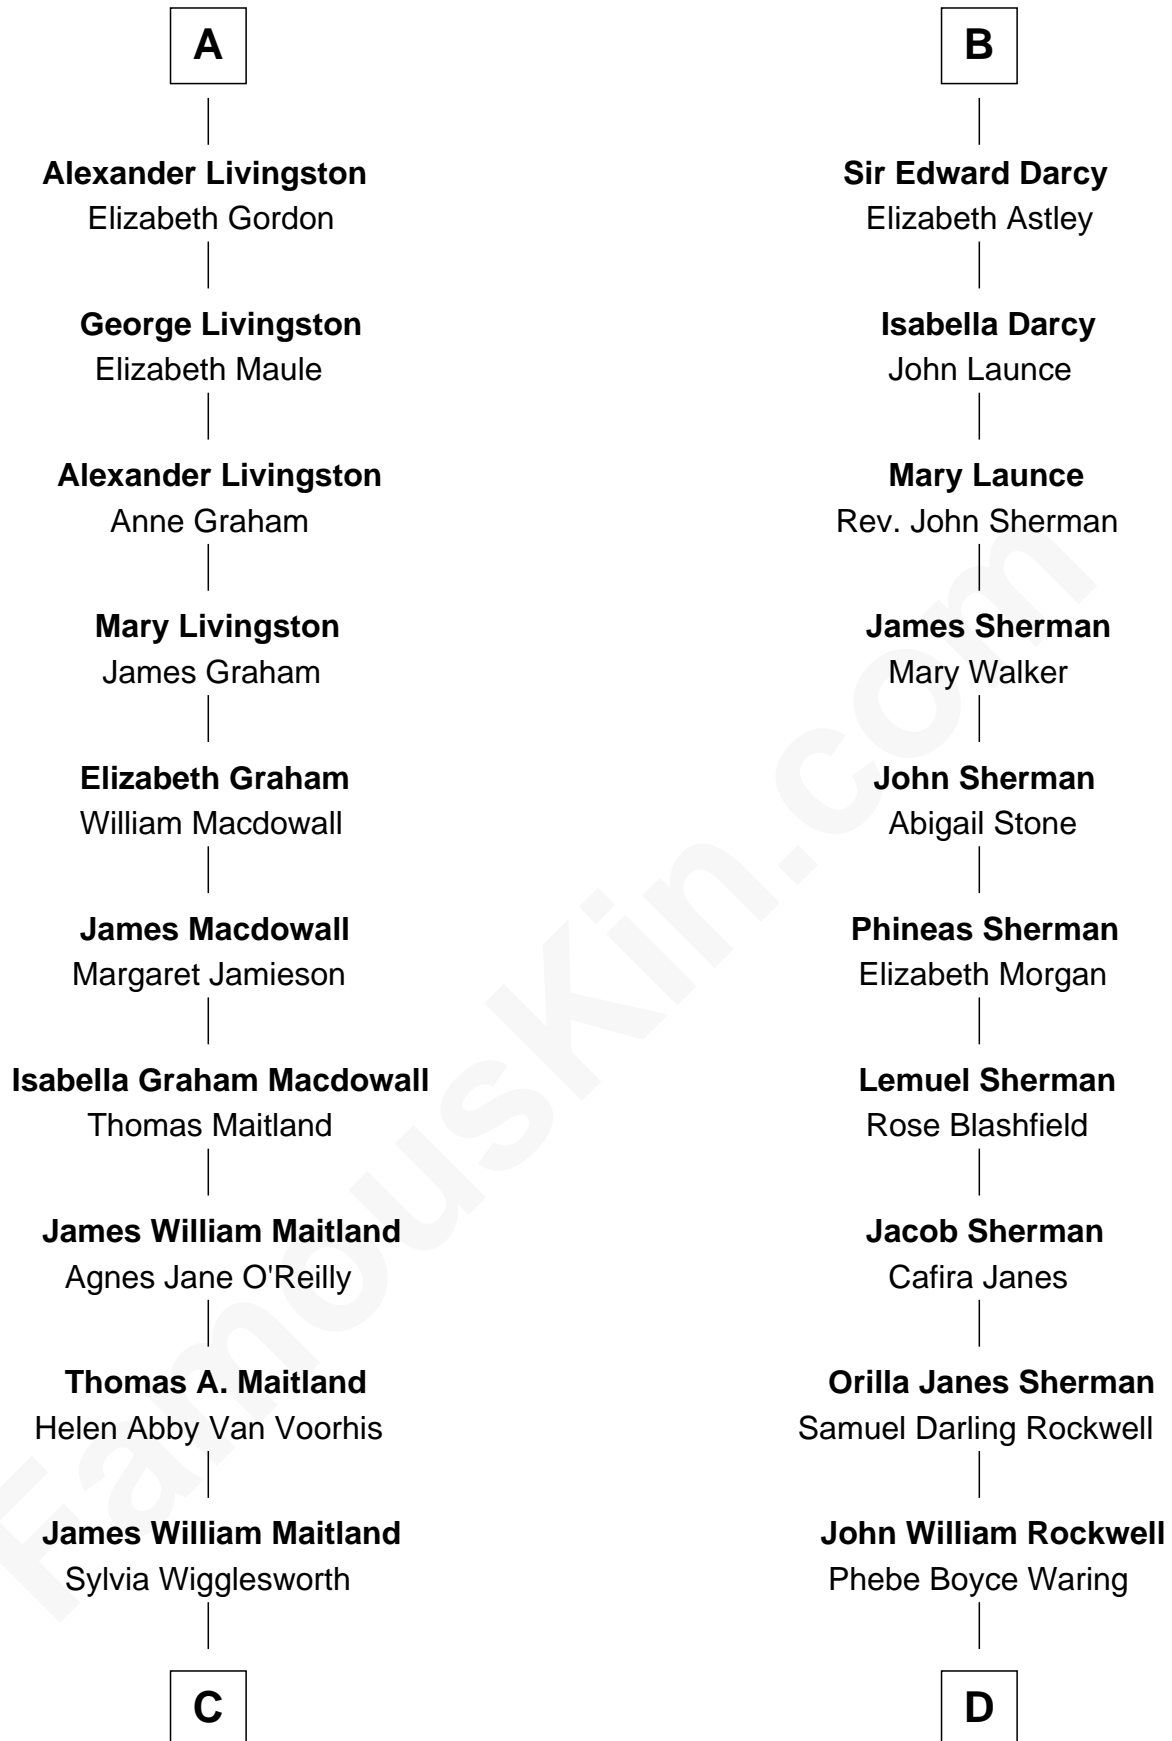 A
Alexander Livingston
Elizabeth Gordon
George Livingston
Elizabeth Maule
Alexander Livingston
Anne Graham
Mary Livingston
James Graham
Elizabeth Graham
William Macdowall
James Macdowall
Margaret Jamieson
Isabella Graham Macdowall
Thomas Maitland
James William Maitland
Agnes Jane O'Reilly
Thomas A. Maitland
Helen Abby Van Voorhis
James William Maitland
Sylvia Wigglesworth
C
B
Sir Edward Darcy
Elizabeth Astley
Isabella Darcy
John Launce
Mary Launce
Rev. John Sherman
James Sherman
Mary Walker
John Sherman
Abigail Stone
Phineas Sherman
Elizabeth Morgan
Lemuel Sherman
Rose Blashfield
Jacob Sherman
Cafira Janes
Orilla Janes Sherman
Samuel Darling Rockwell
John William Rockwell
Phebe Boyce Waring
D
FamousKin.com